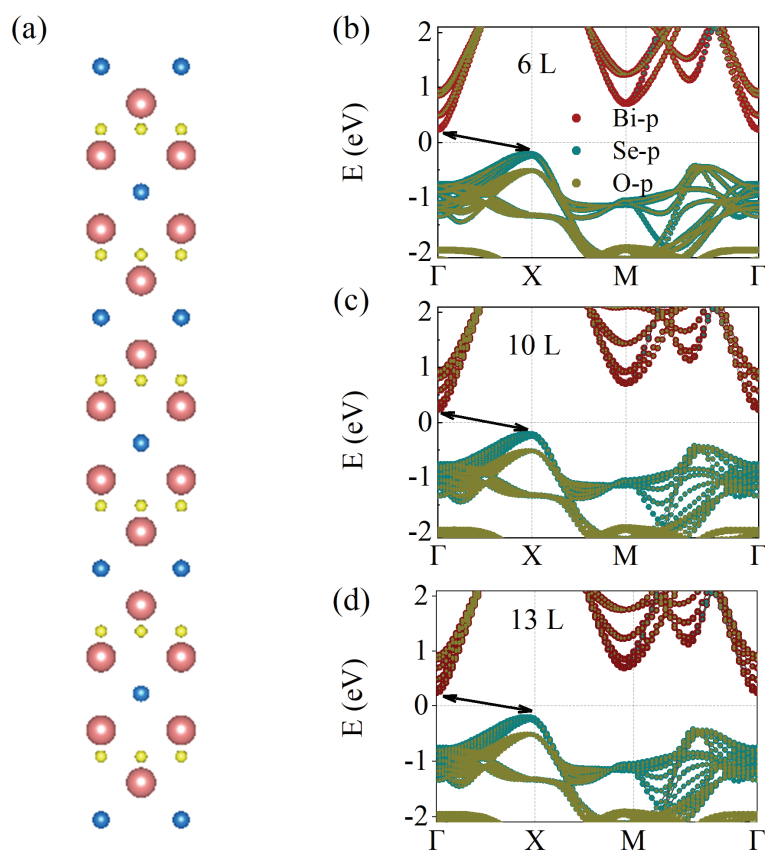 (a)
(b)
2
1
0
-1
-2
E (eV)
6 L
Bi-p
Se-p
O-p
Γ X M Γ
(c)
2
1
0
-1
-2
E (eV)
10 L
Γ X M Γ
(d)
2
1
0
-1
-2
E (eV)
13 L
Γ X M Γ